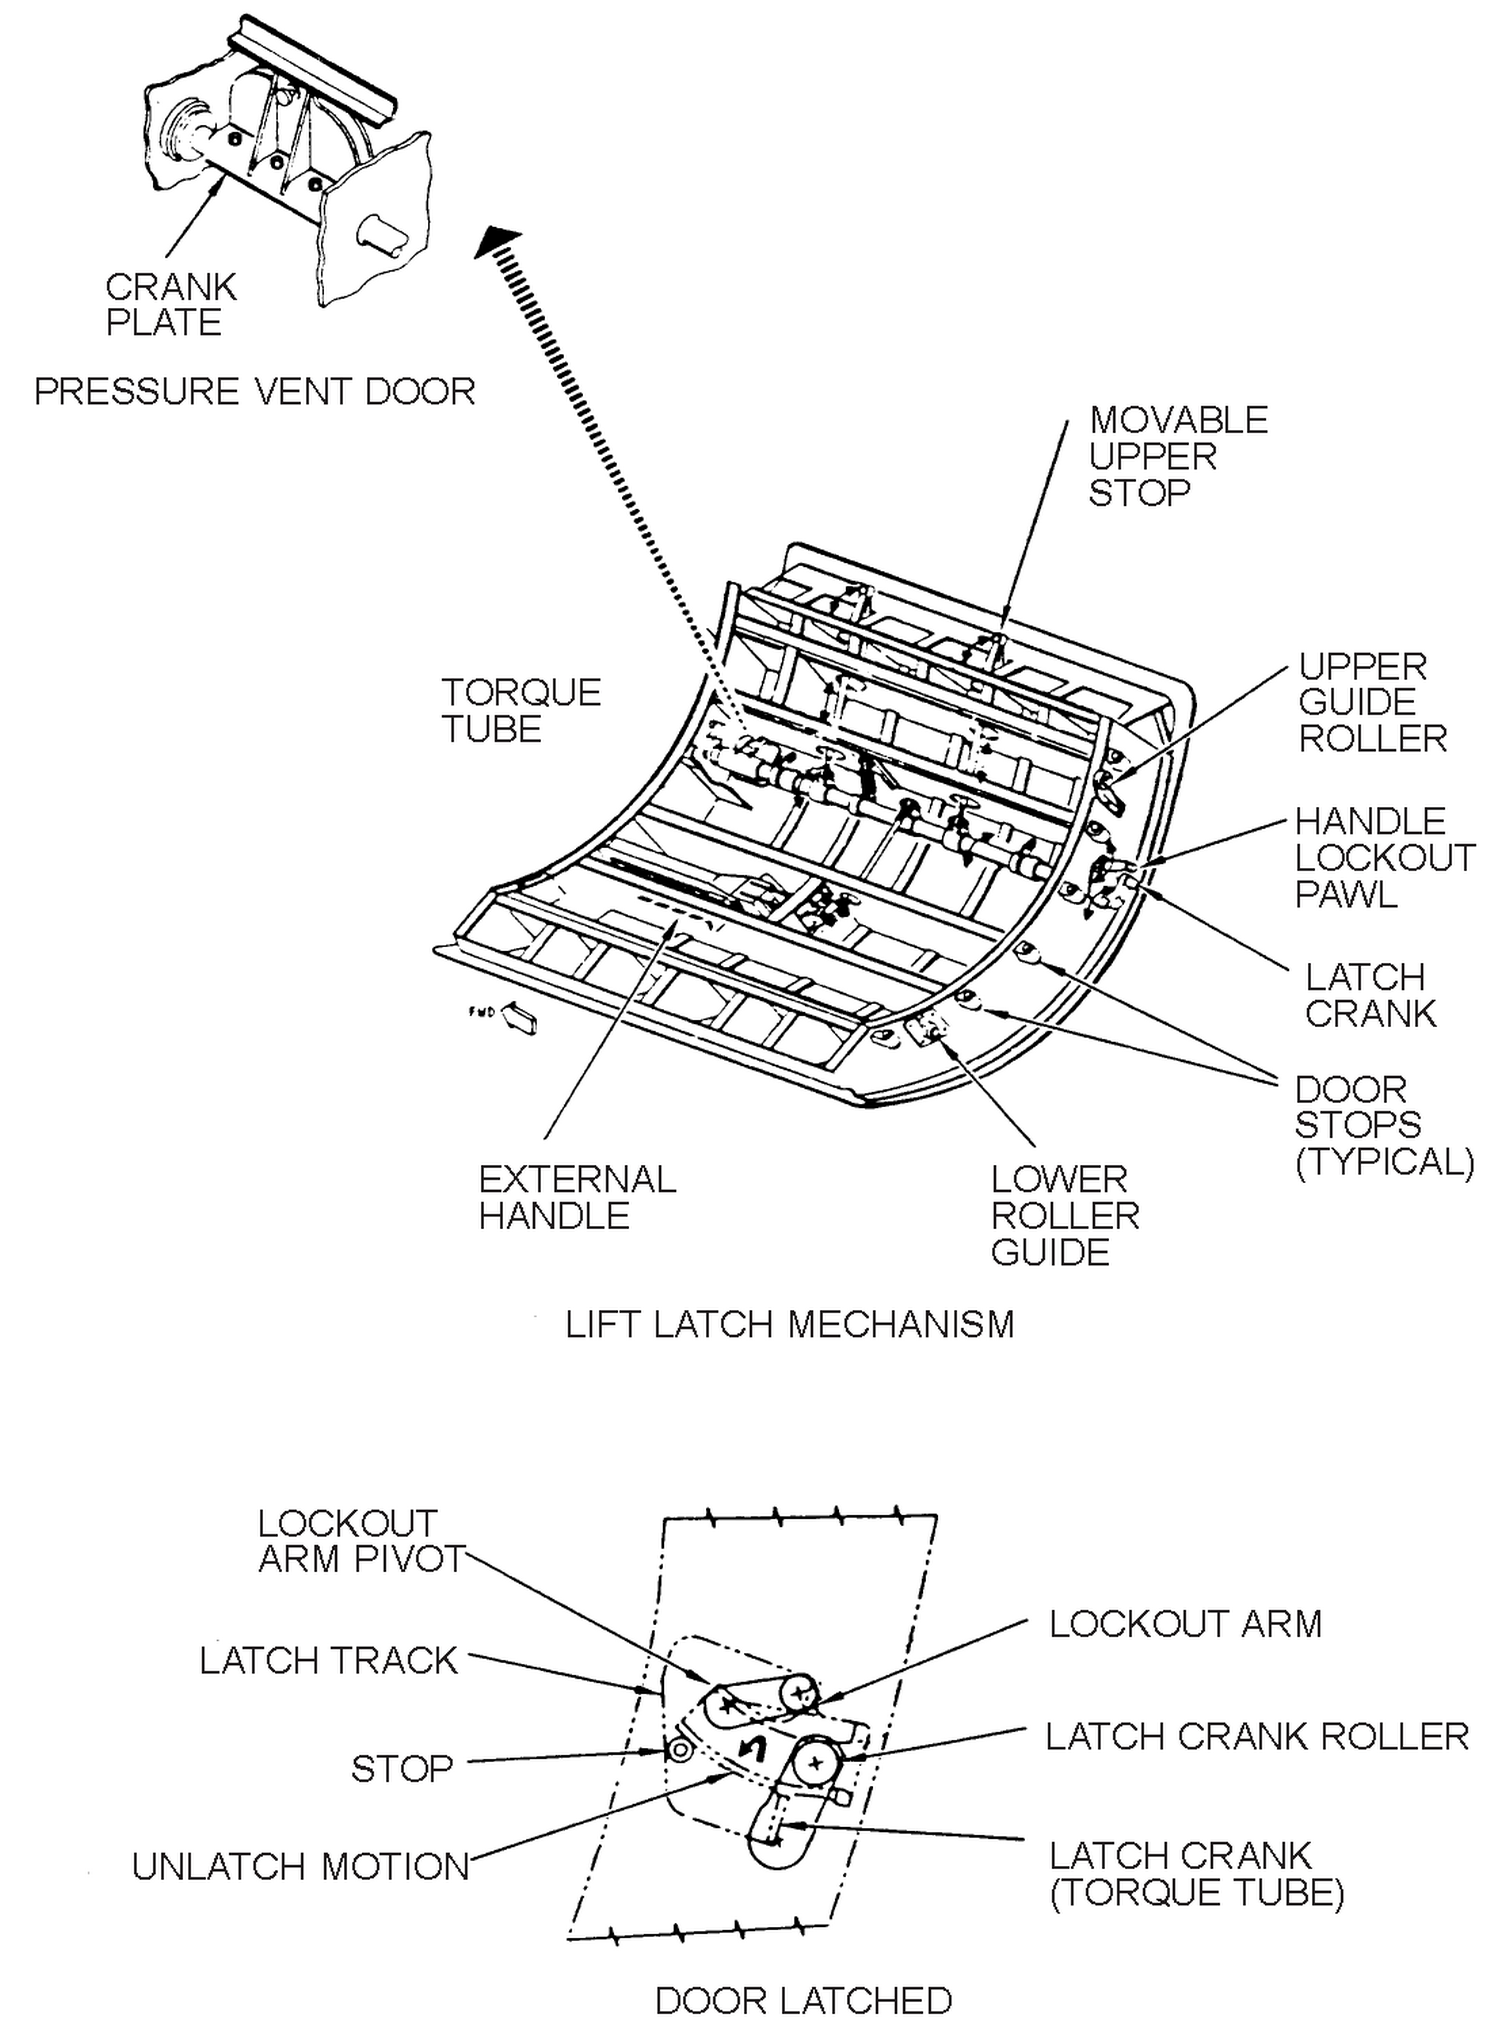 CRANK
PLATE
PRESSURE VENT DOOR
MOVABLE
UPPER
STOP
TORQUE
TUBE
UPPER
GUIDE
ROLLER
HANDLE
LOCKOUT
PAWL
LATCH
CRANK
FWD
DOOR
STOPS
(TYPICAL)
EXTERNAL
HANDLE
LOWER
ROLLER
GUIDE
LIFT LATCH MECHANISM
LOCKOUT
ARM PIVOT
LOCKOUT ARM
LATCH TRACK
LATCH CRANK ROLLER
STOP
UNLATCH MOTION
LATCH CRANK
(TORQUE TUBE)
DOOR LATCHED